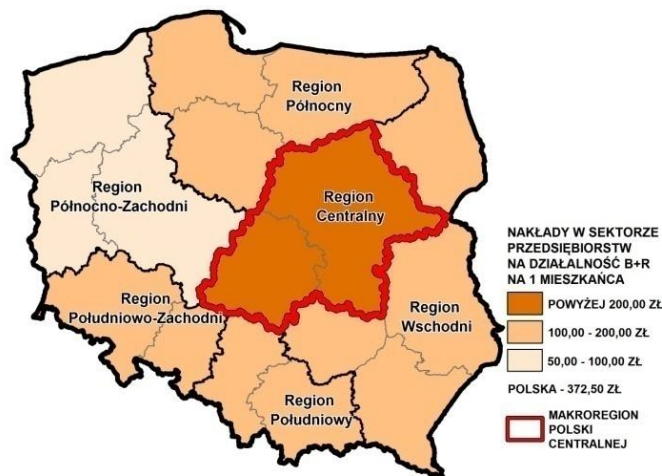 Region
Północny
Region
Północno-Zachodni
Region
Centralny
Region
Południowo-Zachodni
Region
Wschodni
Region
Południowy
NAKŁADY W SEKTORZE
PRZEDSIĘBIORSTW
NA DZIAŁALNOŚĆ B+R
NA 1 MIESZKAŃCA
POWYŻEJ 200,00 ZŁ
100,00 - 200,00 ZŁ
50,00 - 100,00 ZŁ
POLSKA - 372,50 ZŁ
MAKROREGION
POLSKI
CENTRALNEJ